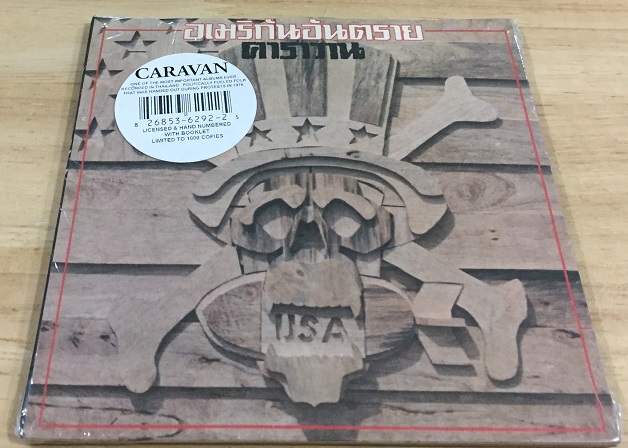 อเมริกันอันตราย
คาราวาน
CARAVAN
ONE OF THE MOST IMPORTANT ALBUMS EVER
RECORDED IN THAILAND. POLITICALLY FUELED FOLK
THAT WAS HANDED OUT DURING PROTESTS IN 1976.
8 26853-6292-2 5
LICENSED & HAND NUMBERED
WITH BOOKLET
LIMITED TO 1000 COPIES
USA